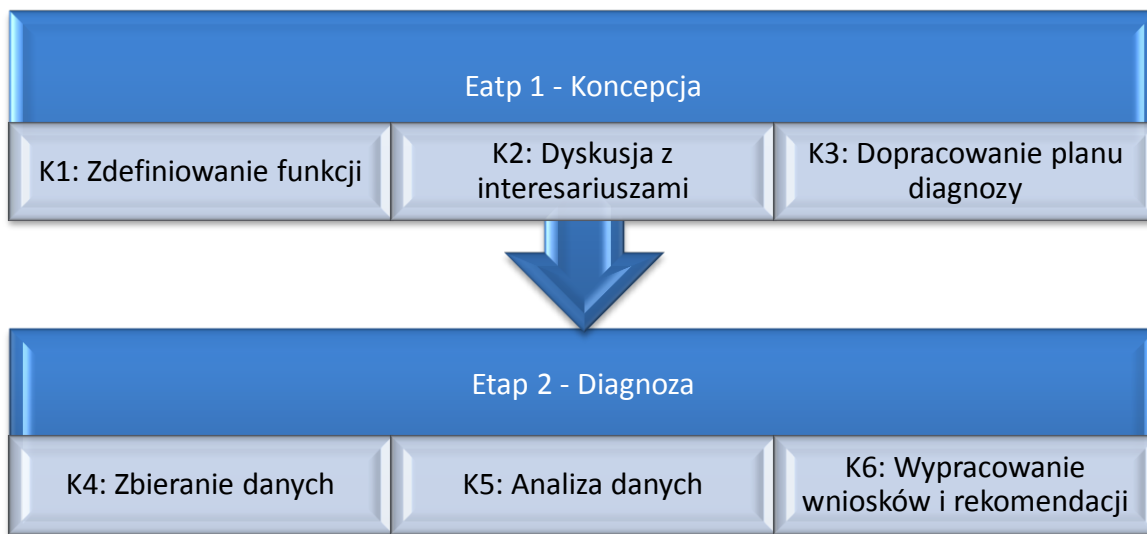 Eatp 1 - Koncepcja
K1: Zdefiniowanie funkcji
K2: Dyskusja z
interesariuszami
K3: Dopracowanie planu
diagnozy
Etap 2 - Diagnoza
K4: Zbieranie danych
K5: Analiza danych
K6: Wypracowanie
wniosków i rekomendacji